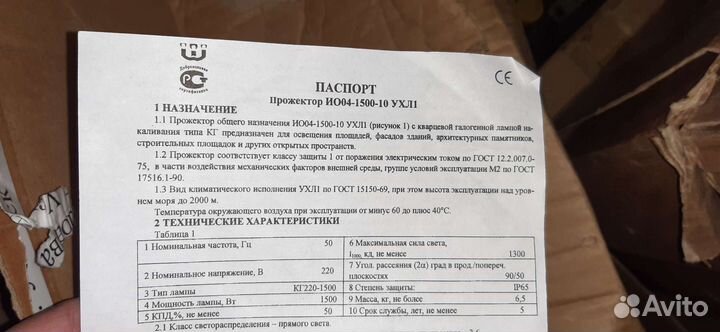 Добровольная
сертификация
CE
ПАСПОРТ
Прожектор ИО04-1500-10 УХЛ1
1 НАЗНАЧЕНИЕ
1.1 Прожектор общего назначения ИО04-1500-10 УХЛ1 (рисунок 1) с кварцевой галогенной лампой на-
каливания типа КГ предназначен для освещения площадей, фасадов зданий, архитектурных памятников,
строительных площадок и других открытых пространств.
1.2 Прожектор соответствует классу защиты 1 от поражения электрическим током по ГОСТ 12.2.007.0-
75, в части воздействия механических факторов внешней среды, группе условий эксплуатации М2 по ГОСТ
17516.1-90.
1.3 Вид климатического исполнения УХЛ1 по ГОСТ 15150-69, при этом высота эксплуатации над уров-
нем моря до 2000 м.
Температура окружающего воздуха при эксплуатации от минус 60 до плюс 40°С.
2 ТЕХНИЧЕСКИЕ ХАРАКТЕРИСТИКИ
Таблица 1
1 Номинальная частота, Гц 50
6 Максимальная сила света,
I1000, кд, не менее 1300
2 Номинальное напряжение, В 220
7 Угол. рассеяния (2α) град в прод./попереч.
плоскостях 90/50
3 Тип лампы КГ220-1500
8 Степень защиты: IP65
4 Мощность лампы, Вт 1500
9 Масса, кг, не более 6,5
5 КПД,%, не менее 50
10 Срок службы, лет, не менее 5
2.1 Класс светораспределения – прямого света.
Avito